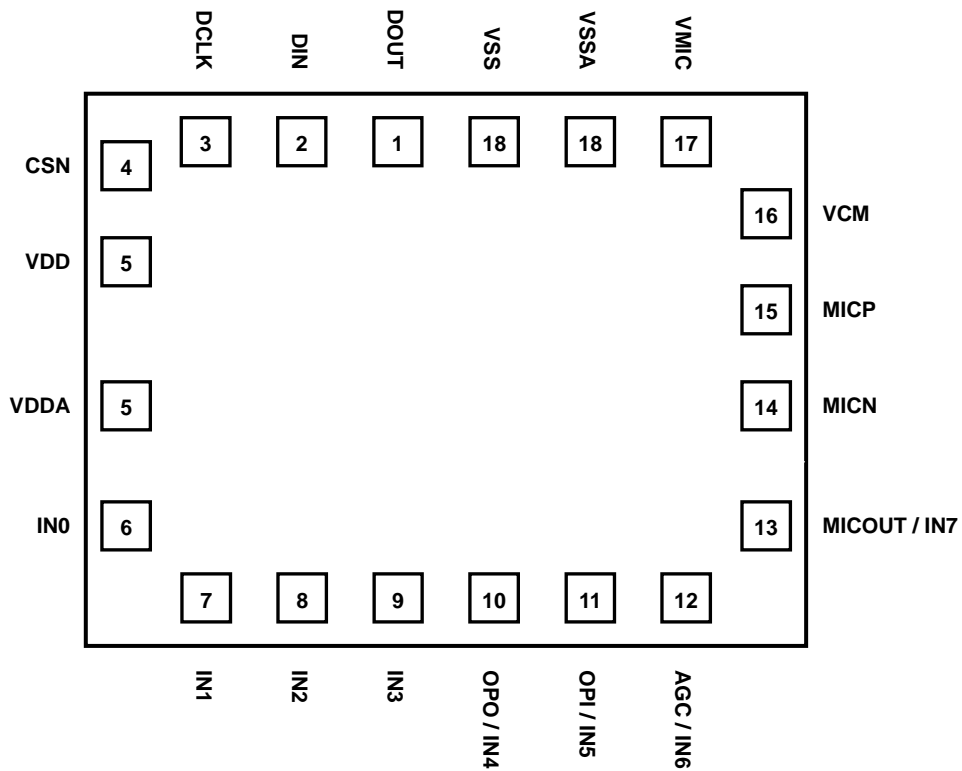 DCLK
DIN
DOUT
VSS
VSSA
VMIC
3
2
1
18
18
17
CSN
4
16
VCM
VDD
5
15
MICP
VDDA
5
14
MICN
IN0
6
13
MICOUT / IN7
7
8
9
10
11
12
IN1
IN2
IN3
OPO / IN4
OPI / IN5
AGC / IN6